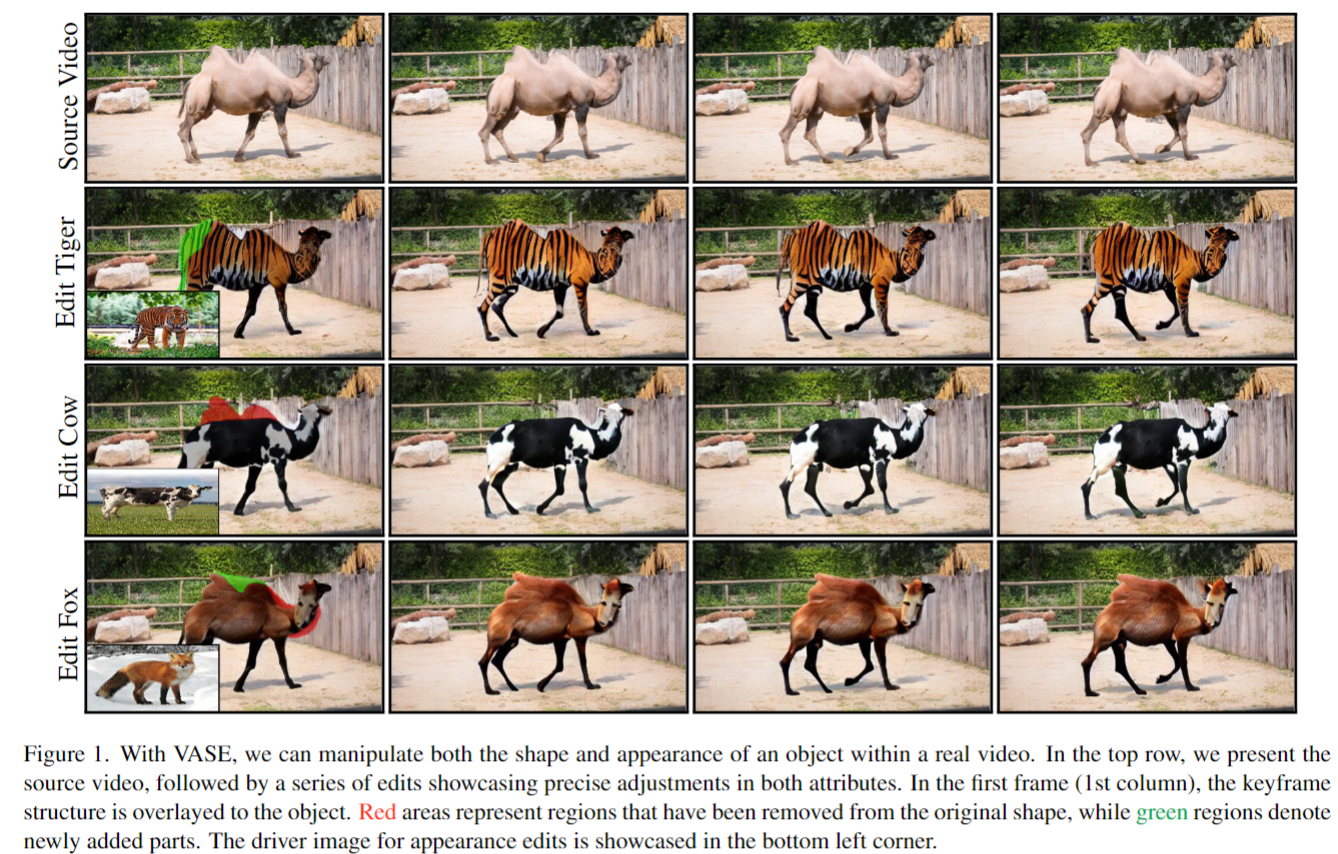 Source Video
Edit Tiger
Edit Cow
Edit Fox
Figure 1. With VASE, we can manipulate both the shape and appearance of an object within a real video. In the top row, we present the
source video, followed by a series of edits showcasing precise adjustments in both attributes. In the first frame (1st column), the keyframe
structure is overlayed to the object. Red areas represent regions that have been removed from the original shape, while green regions denote
newly added parts. The driver image for appearance edits is showcased in the bottom left corner.